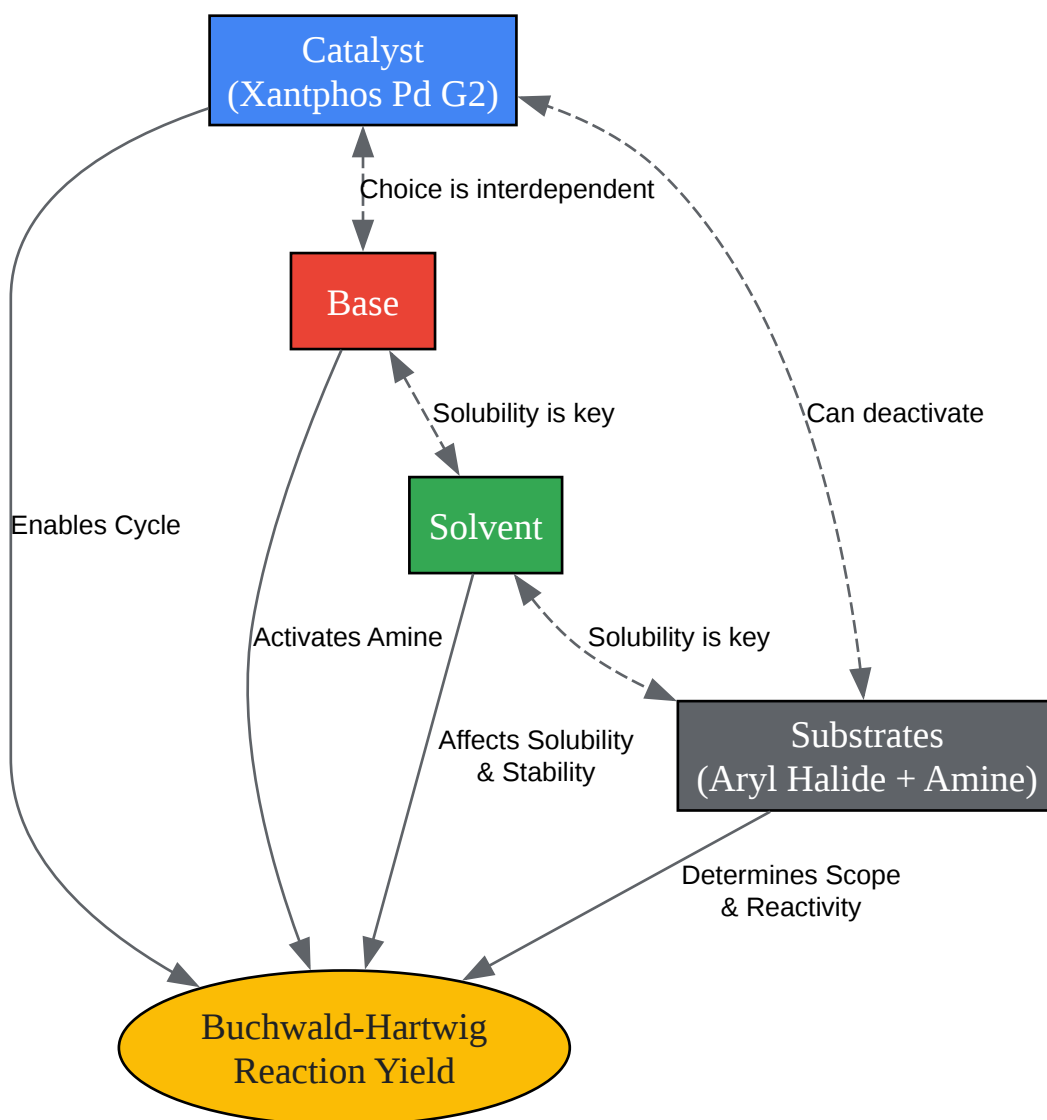 Catalyst
(Xantphos Pd G2)
Choice is interdependent
Base
Solubility is key
Can deactivate
Solvent
Enables Cycle
Activates Amine
Solubility is key
Affects Solubility
& Stability
Substrates
(Aryl Halide + Amine)
Determines Scope
& Reactivity
Buchwald-Hartwig
Reaction Yield